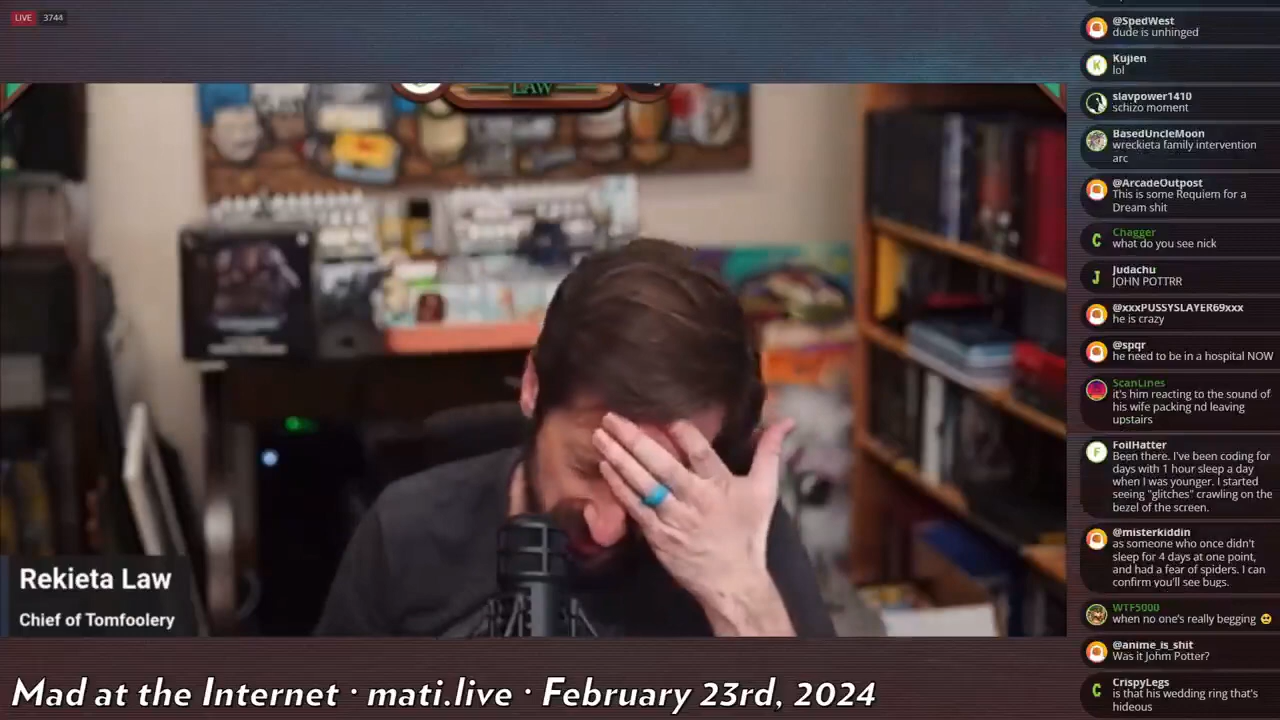 LIVE 3744
LAW
Rekieta Law
Chief of Tomfoolery
Mad at the Internet · mati.live · February 23rd, 2024
@SpedWest
dude is unhinged
Kujien
lol
slavpower1410
schizo moment
BasedUncleMoon
wreckieta family intervention
arc
@ArcadeOutpost
This is some Requiem for a
Dream shit
Chagger
what do you see nick
Judachu
JOHN POTTRR
@xxxPUSSYSLAYER69xxx
he is crazy
@spqr
he need to be in a hospital NOW
ScanLines
it's him reacting to the sound of
his wife packing nd leaving
upstairs
FoilHatter
Been there. I've been coding for
days with 1 hour sleep a day
when I was younger. I started
seeing "glitches" crawling on the
bezel of the screen.
@misterkiddin
as someone who once didn't
sleep for 4 days at one point,
and had a fear of spiders. I can
confirm you'll see bugs.
WTF5000
when no one's really begging 🥺
@anime_is_shit
Was it Johm Potter?
CrispyLegs
is that his wedding ring that's
hideous